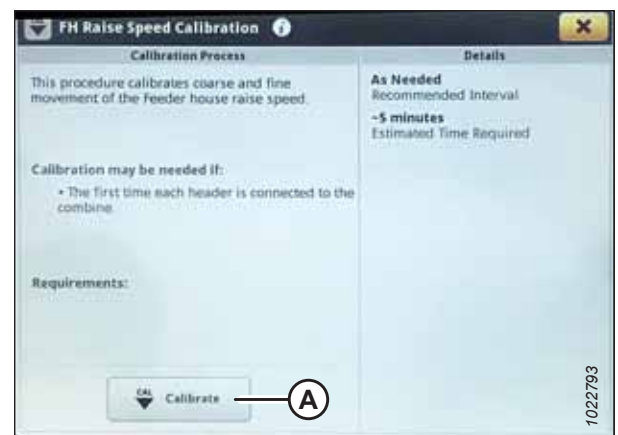 FH Raise Speed Calibration
Calibration Process
This procedure calibrates coarse and fine
movement of the Feeder house raise speed.
Calibration may be needed if:
• The first time each header is connected to the
combine.
Requirements:
CAL
Calibrate
A
Details
As Needed
Recommended Interval
~5 minutes
Estimated Time Required
1022793